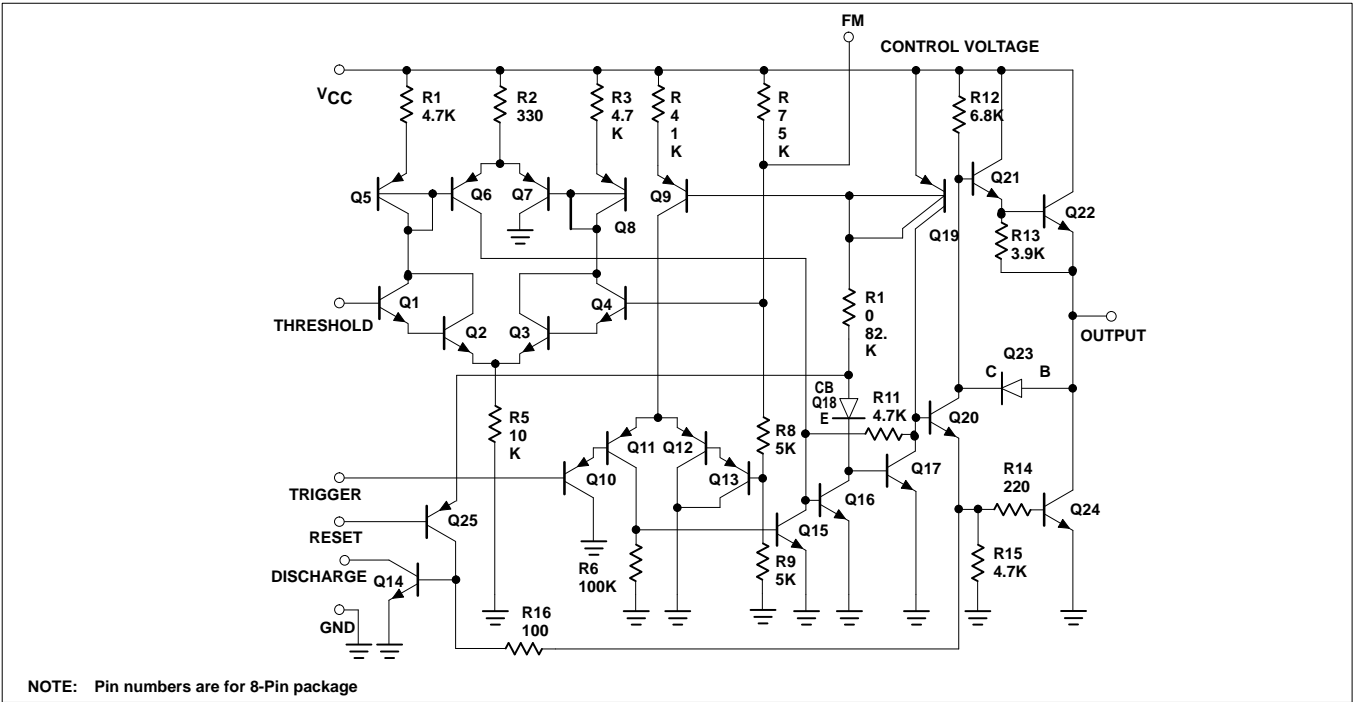 FM
CONTROL VOLTAGE
VCC
R1
4.7K
R2
330
R3
4.7
K
R
4
1
K
R
7
5
K
R12
6.8K
Q5
Q6
Q7
Q8
Q9
Q19
Q21
Q22
R13
3.9K
THRESHOLD
Q1
Q2
Q3
Q4
R1
0
82.
K
OUTPUT
Q23
C
B
CB
Q18
E
R11
4.7K
Q20
R5
10
K
Q11
Q12
R8
5K
Q10
Q13
TRIGGER
Q17
R14
220
Q16
Q24
RESET
Q25
Q15
DISCHARGE
Q14
R6
100K
R9
5K
R15
4.7K
GND
R16
100
NOTE: Pin numbers are for 8-Pin package